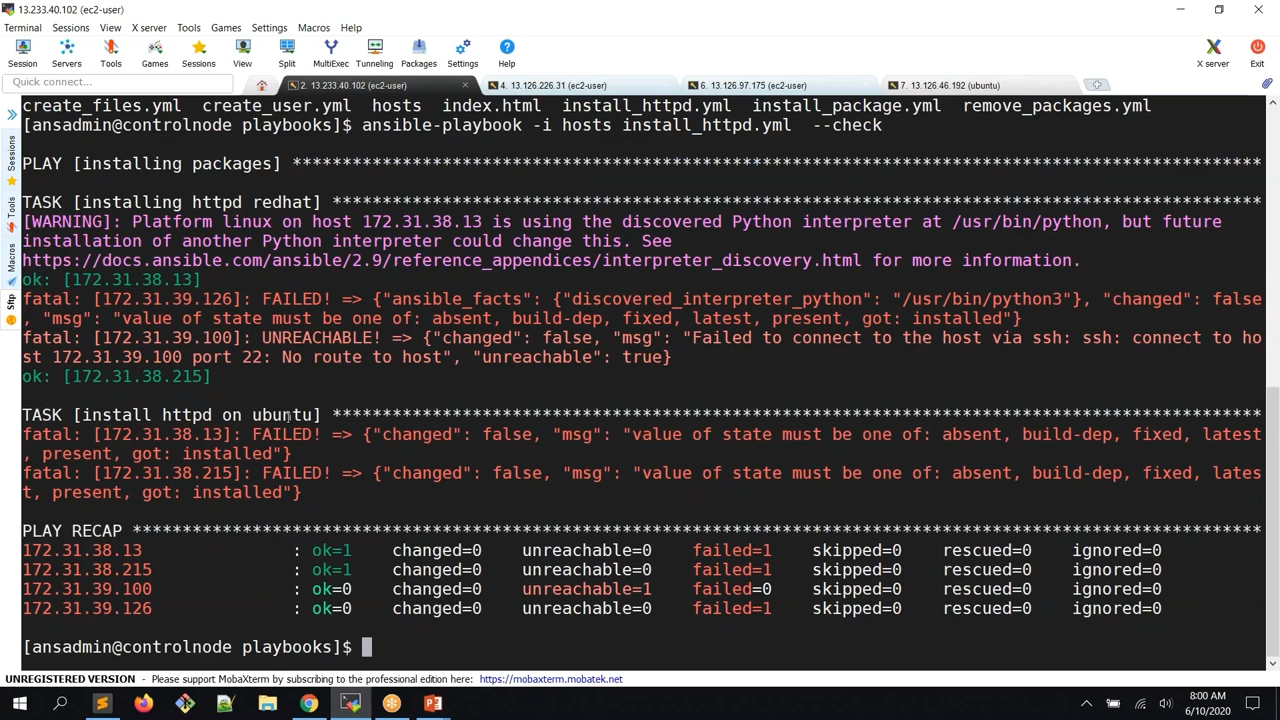 13.233.40.102 (ec2-user)
Terminal Sessions View X server Tools Games Settings Macros Help
Session Servers Tools Games Sessions View Split MultiExec Tunneling Packages Settings Help X server Exit
Quick connect... 2. 13.233.40.102 (ec2-user) 4. 13.126.226.31 (ec2-user) 6. 13.126.97.175 (ec2-user) 7. 13.126.46.192 (ubuntu)
Sessions
Tools
Macros
Sftp
create_files.yml create_user.yml hosts index.html install_httpd.yml install_package.yml remove_packages.yml
[ansadmin@controlnode playbooks]$ ansible-playbook -i hosts install_httpd.yml --check
PLAY [installing packages] *********************************************************************************************
TASK [installing httpd redhat] *****************************************************************************************
[WARNING]: Platform linux on host 172.31.38.13 is using the discovered Python interpreter at /usr/bin/python, but future
installation of another Python interpreter could change this. See
https://docs.ansible.com/ansible/2.9/reference_appendices/interpreter_discovery.html for more information.
ok: [172.31.38.13]
fatal: [172.31.39.126]: FAILED! => {"ansible_facts": {"discovered_interpreter_python": "/usr/bin/python3"}, "changed": false
, "msg": "value of state must be one of: absent, build-dep, fixed, latest, present, got: installed"}
fatal: [172.31.39.100]: UNREACHABLE! => {"changed": false, "msg": "Failed to connect to the host via ssh: ssh: connect to ho
st 172.31.39.100 port 22: No route to host", "unreachable": true}
ok: [172.31.38.215]
TASK [install httpd on ubuntu] *****************************************************************************************
fatal: [172.31.38.13]: FAILED! => {"changed": false, "msg": "value of state must be one of: absent, build-dep, fixed, latest
, present, got: installed"}
fatal: [172.31.38.215]: FAILED! => {"changed": false, "msg": "value of state must be one of: absent, build-dep, fixed, lates
t, present, got: installed"}
PLAY RECAP *************************************************************************************************************
172.31.38.13 : ok=1 changed=0 unreachable=0 failed=1 skipped=0 rescued=0 ignored=0
172.31.38.215 : ok=1 changed=0 unreachable=0 failed=1 skipped=0 rescued=0 ignored=0
172.31.39.100 : ok=0 changed=0 unreachable=1 failed=0 skipped=0 rescued=0 ignored=0
172.31.39.126 : ok=0 changed=0 unreachable=0 failed=1 skipped=0 rescued=0 ignored=0
[ansadmin@controlnode playbooks]$
UNREGISTERED VERSION - Please support MobaXterm by subscribing to the professional edition here: https://mobaxterm.mobatek.net
8:00 AM
6/10/2020